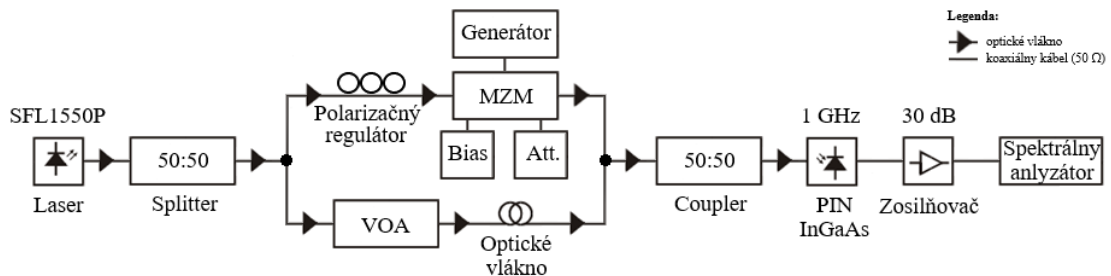 Legenda:
optické vlákno
koaxiálny kábel (50 Ω)
Generátor
SFL1550P
Polarizačný
regulátor
MZM
1 GHz
30 dB
50:50
Bias
Att.
50:50
Spektrálny
anlyzátor
Laser
Splitter
Coupler
PIN
InGaAs
Zosilňovač
VOA
Optické
vlákno